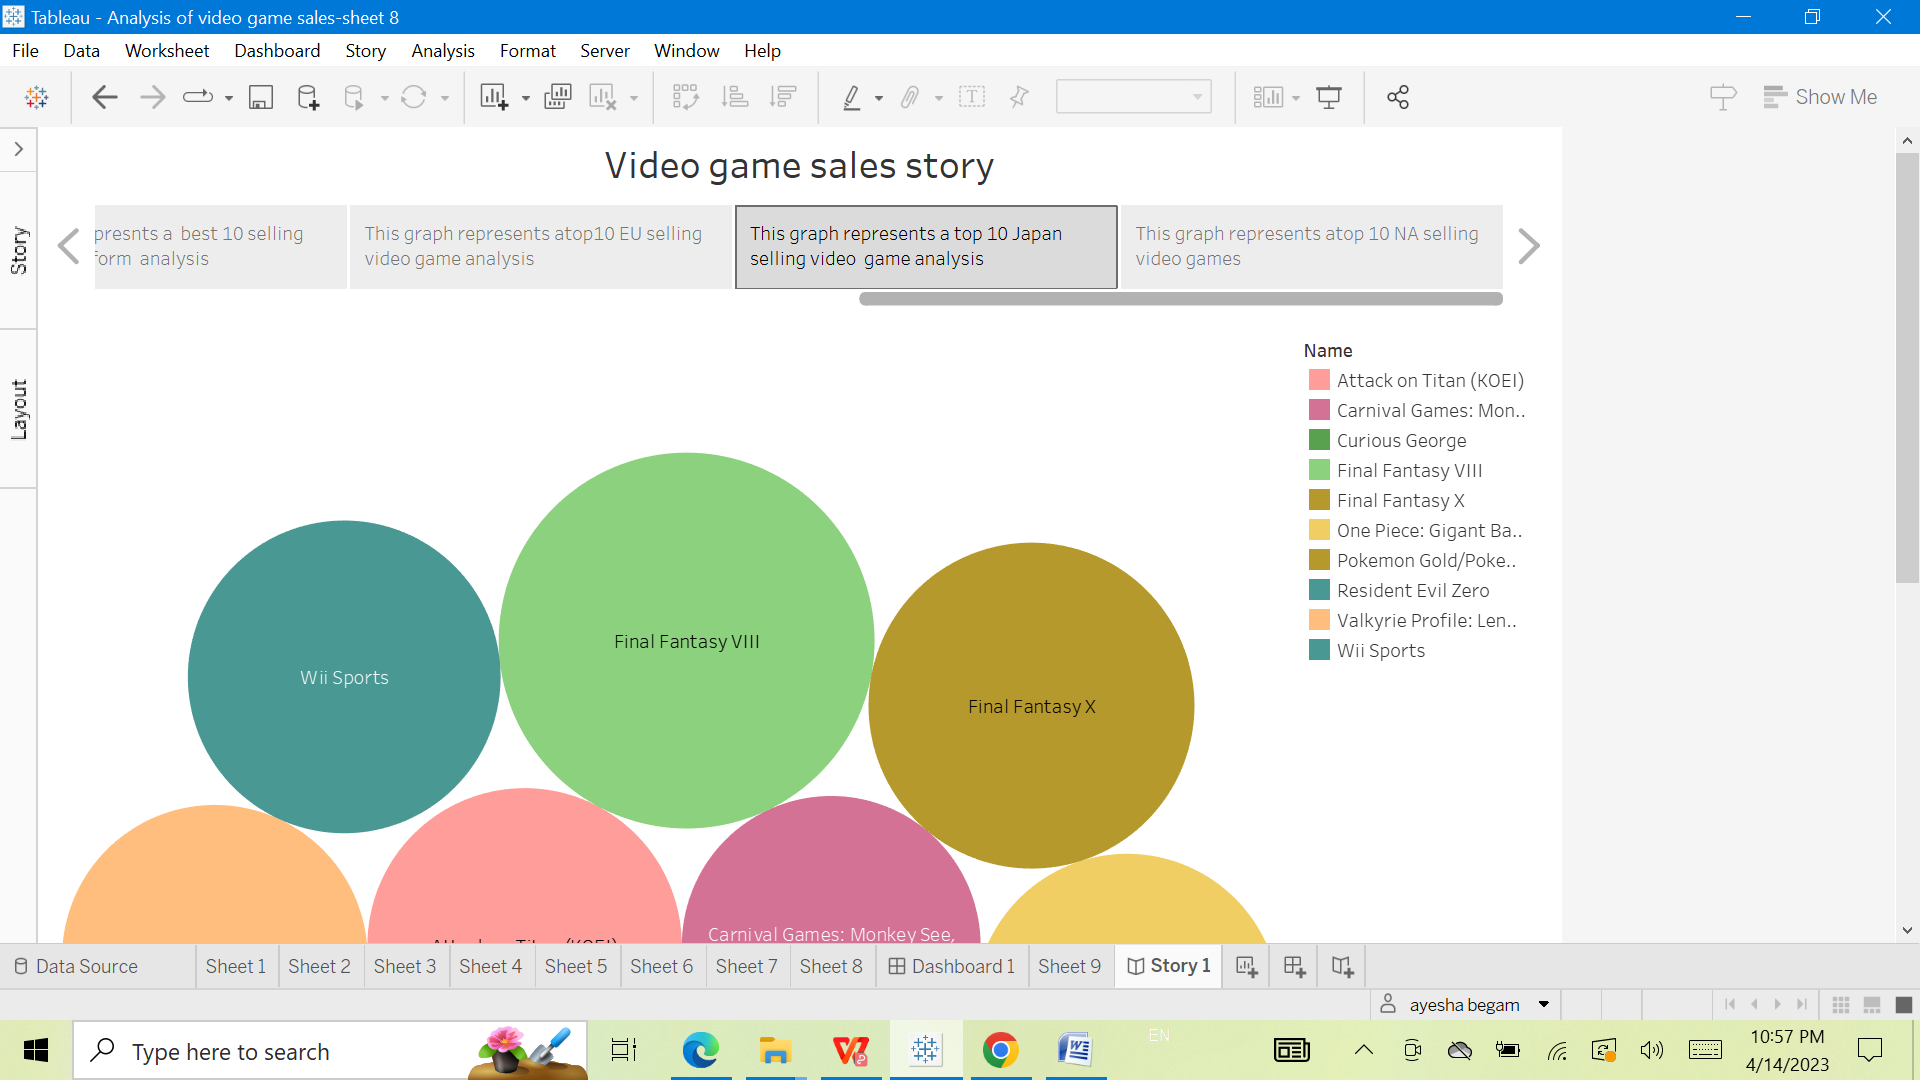 Tableau - Analysis of video game sales-sheet 8
File Data Worksheet Dashboard Story Analysis Format Server Window Help
Show Me
Story
Layout
Video game sales story
presnts a best 10 selling
form analysis
This graph represents atop10 EU selling
video game analysis
This graph represents a top 10 Japan
selling video game analysis
This graph represents atop 10 NA selling
video games
Name
Attack on Titan (KOEI)
Carnival Games: Mon..
Curious George
Final Fantasy VIII
Final Fantasy X
One Piece: Gigant Ba..
Pokemon Gold/Poke..
Resident Evil Zero
Valkyrie Profile: Len..
Wii Sports
Final Fantasy VIII
Wii Sports
Final Fantasy X
Carnival Games: Monkey See,
Attack on Titan (KOEI)
Data Source Sheet 1 Sheet 2 Sheet 3 Sheet 4 Sheet 5 Sheet 6 Sheet 7 Sheet 8 Dashboard 1 Sheet 9 Story 1
ayesha begam
Type here to search
EN
10:57 PM
4/14/2023